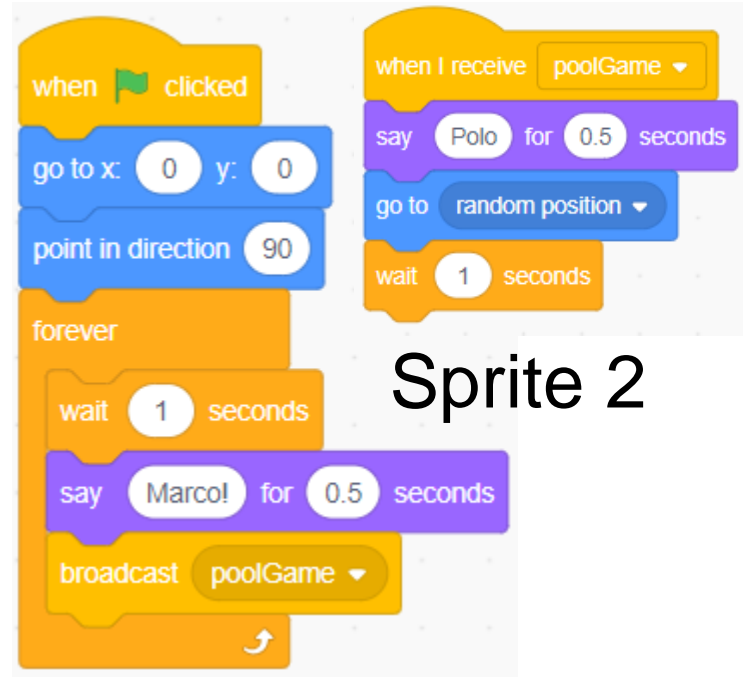 when clicked
go to x: 0 y: 0
point in direction 90
forever
wait 1 seconds
say Marco! for 0.5 seconds
broadcast poolGame
when I receive poolGame
say Polo for 0.5 seconds
go to random position
wait 1 seconds
Sprite 2